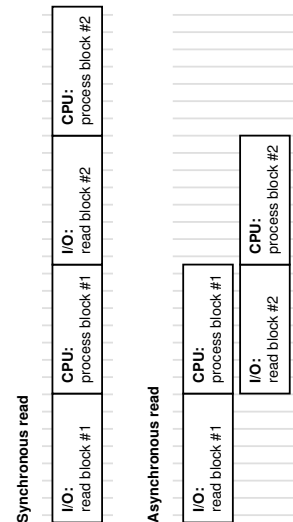 Synchronous read
I/O:
read block #1
CPU:
process block #1
I/O:
read block #2
CPU:
process block #2
Asynchronous read
I/O:
read block #1
CPU:
process block #1
I/O:
read block #2
CPU:
process block #2